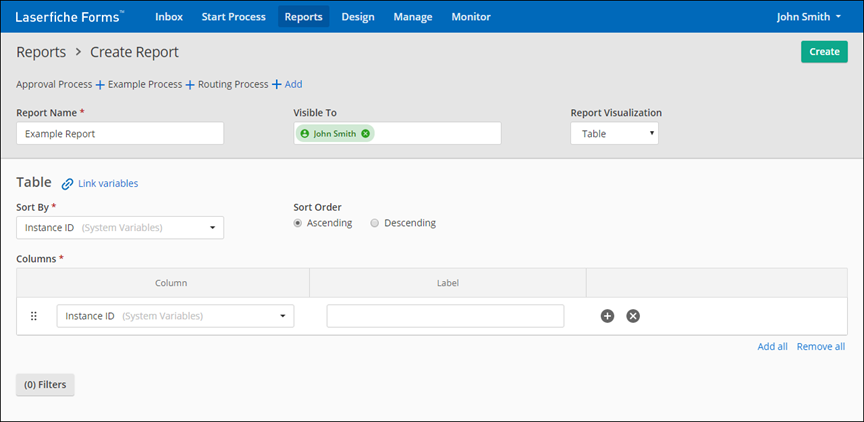 Laserfiche Forms™ Inbox Start Process Reports Design Manage Monitor John Smith
Reports > Create Report Create
Approval Process + Example Process + Routing Process + Add
Report Name * Visible To Report Visualization
Example Report John Smith Table
Table Link variables
Sort By * Sort Order
Instance ID (System Variables) Ascending Descending
Columns *
Column Label
Instance ID (System Variables)
Add all Remove all
(0) Filters